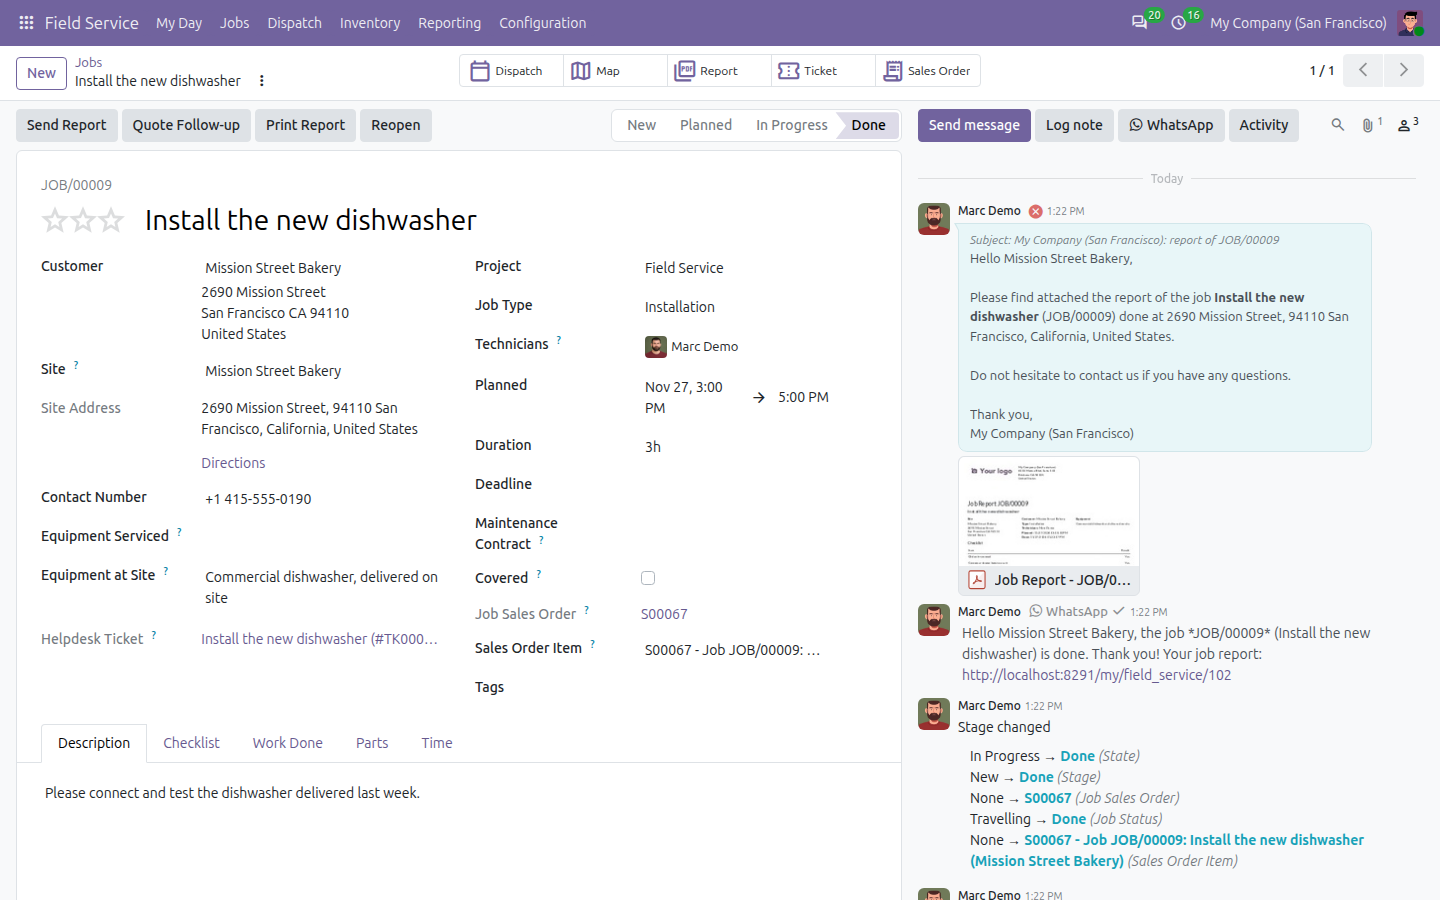 Field Service
My Day
Jobs
Dispatch
Inventory
Reporting
Configuration
20
16
My Company (San Francisco)
New
Jobs
Install the new dishwasher
Dispatch
Map
Report
Ticket
Sales Order
1 / 1
Send Report
Quote Follow-up
Print Report
Reopen
New
Planned
In Progress
Done
Send message
Log note
WhatsApp
Activity
1
3
JOB/00009
Install the new dishwasher
Customer
Mission Street Bakery
2690 Mission Street
San Francisco CA 94110
United States
Site ?
Mission Street Bakery
Site Address
2690 Mission Street, 94110 San
Francisco, California, United States
Directions
Contact Number
+1 415-555-0190
Equipment Serviced ?
Equipment at Site ?
Commercial dishwasher, delivered on
site
Helpdesk Ticket ?
Install the new dishwasher (#TK000...
Project
Field Service
Job Type
Installation
Technicians ?
Marc Demo
Planned
Nov 27, 3:00
PM
→ 5:00 PM
Duration
3h
Deadline
Maintenance
Contract ?
Covered ?
Job Sales Order ?
S00067
Sales Order Item ?
S00067 - Job JOB/00009: ...
Tags
Description
Checklist
Work Done
Parts
Time
Please connect and test the dishwasher delivered last week.
Today
Marc Demo 1:22 PM
Subject: My Company (San Francisco): report of JOB/00009
Hello Mission Street Bakery,
Please find attached the report of the job Install the new
dishwasher (JOB/00009) done at 2690 Mission Street, 94110 San
Francisco, California, United States.
Do not hesitate to contact us if you have any questions.
Thank you,
My Company (San Francisco)
Your logo
Job Report JOB/00009
Job Report - JOB/0...
Marc Demo WhatsApp 1:22 PM
Hello Mission Street Bakery, the job *JOB/00009* (Install the new
dishwasher) is done. Thank you! Your job report:
http://localhost:8291/my/field_service/102
Marc Demo 1:22 PM
Stage changed
In Progress → Done (State)
New → Done (Stage)
None → S00067 (Job Sales Order)
Travelling → Done (Job Status)
None → S00067 - Job JOB/00009: Install the new dishwasher
(Mission Street Bakery) (Sales Order Item)
Marc Demo 1:22 PM